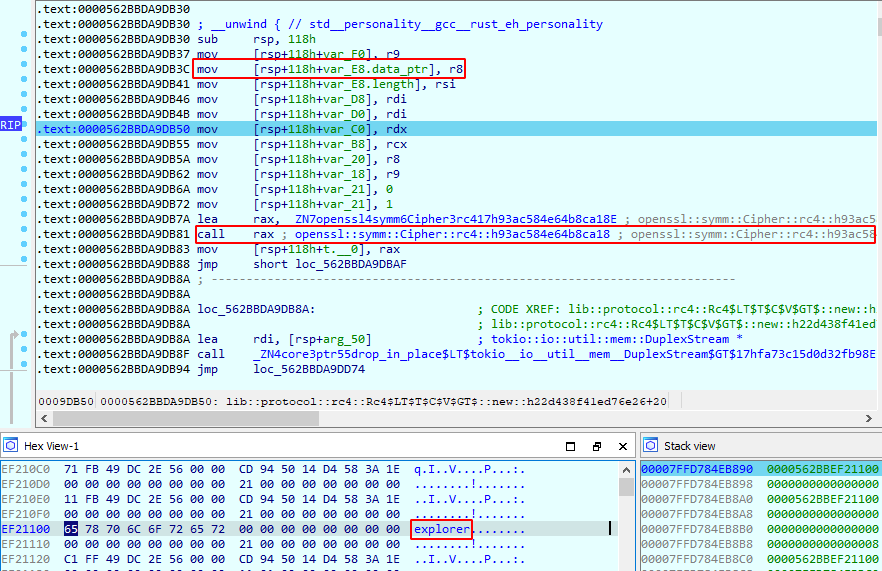 .text:0000562BBDA9DB30
.text:0000562BBDA9DB30 ; __unwind { // std__personality__gcc__rust_eh_personality
.text:0000562BBDA9DB30 sub rsp, 118h
.text:0000562BBDA9DB37 mov [rsp+118h+var_F0], r9
.text:0000562BBDA9DB3C mov [rsp+118h+var_E8.data_ptr], r8
.text:0000562BBDA9DB41 mov [rsp+118h+var_E8.length], rsi
.text:0000562BBDA9DB46 mov [rsp+118h+var_D8], rdi
.text:0000562BBDA9DB4B mov [rsp+118h+var_D0], rdi
RIP .text:0000562BBDA9DB50 mov [rsp+118h+var_C0], rdx
.text:0000562BBDA9DB55 mov [rsp+118h+var_B8], rcx
.text:0000562BBDA9DB5A mov [rsp+118h+var_20], r8
.text:0000562BBDA9DB62 mov [rsp+118h+var_18], r9
.text:0000562BBDA9DB6A mov [rsp+118h+var_21], 0
.text:0000562BBDA9DB72 mov [rsp+118h+var_21], 1
.text:0000562BBDA9DB7A lea rax, _ZN7openssl4symm6Cipher3rc417h93ac584e64b8ca18E ; openssl::symm::Cipher::rc4::h93ac5
.text:0000562BBDA9DB81 call rax ; openssl::symm::Cipher::rc4::h93ac584e64b8ca18 ; openssl::symm::Cipher::rc4::h93ac58
.text:0000562BBDA9DB83 mov [rsp+118h+t.__0], rax
.text:0000562BBDA9DB88 jmp short loc_562BBDA9DBAF
.text:0000562BBDA9DB8A ; ---------------------------------------------------------------------------
.text:0000562BBDA9DB8A
.text:0000562BBDA9DB8A loc_562BBDA9DB8A: ; CODE XREF: lib::protocol::rc4::Rc4$LT$T$C$V$GT$::new::h
.text:0000562BBDA9DB8A ; lib::protocol::rc4::Rc4$LT$T$C$V$GT$::new::h22d438f41ed
.text:0000562BBDA9DB8A lea rdi, [rsp+arg_50] ; tokio::io::util::mem::DuplexStream *
.text:0000562BBDA9DB8F call _ZN4core3ptr55drop_in_place$LT$tokio__io__util__mem__DuplexStream$GT$17hfa73c15d0d32fb98E
.text:0000562BBDA9DB94 jmp loc_562BBDA9DD74
0009DB50 0000562BBDA9DB50: lib::protocol::rc4::Rc4$LT$T$C$V$GT$::new::h22d438f41ed76e26+20
Hex View-1
EF210C0 71 FB 49 DC 2E 56 00 00 CD 94 50 14 D4 58 3A 1E q.I..V....P...:.
EF210D0 00 00 00 00 00 00 00 00 21 00 00 00 00 00 00 00 ........!.......
EF210E0 11 FB 49 DC 2E 56 00 00 CD 94 50 14 D4 58 3A 1E ..I..V....P...:.
EF210F0 00 00 00 00 00 00 00 00 21 00 00 00 00 00 00 00 ........!.......
EF21100 65 78 70 6C 6F 72 65 72 00 00 00 00 00 00 00 00 explorer........
EF21110 00 00 00 00 00 00 00 00 21 00 00 00 00 00 00 00 ........!.......
EF21120 C1 FF 49 DC 2E 56 00 00 CD 94 50 14 D4 58 3A 1E ..I..V....P...:.
Stack view
00007FFD784EB890 0000562BBEF21100
00007FFD784EB898 0000000000000000
00007FFD784EB8A0 0000000000000000
00007FFD784EB8A8 0000000000000000
00007FFD784EB8B0 0000000000000000
00007FFD784EB8B8 0000000000000008
00007FFD784EB8C0 0000562BBEF21100